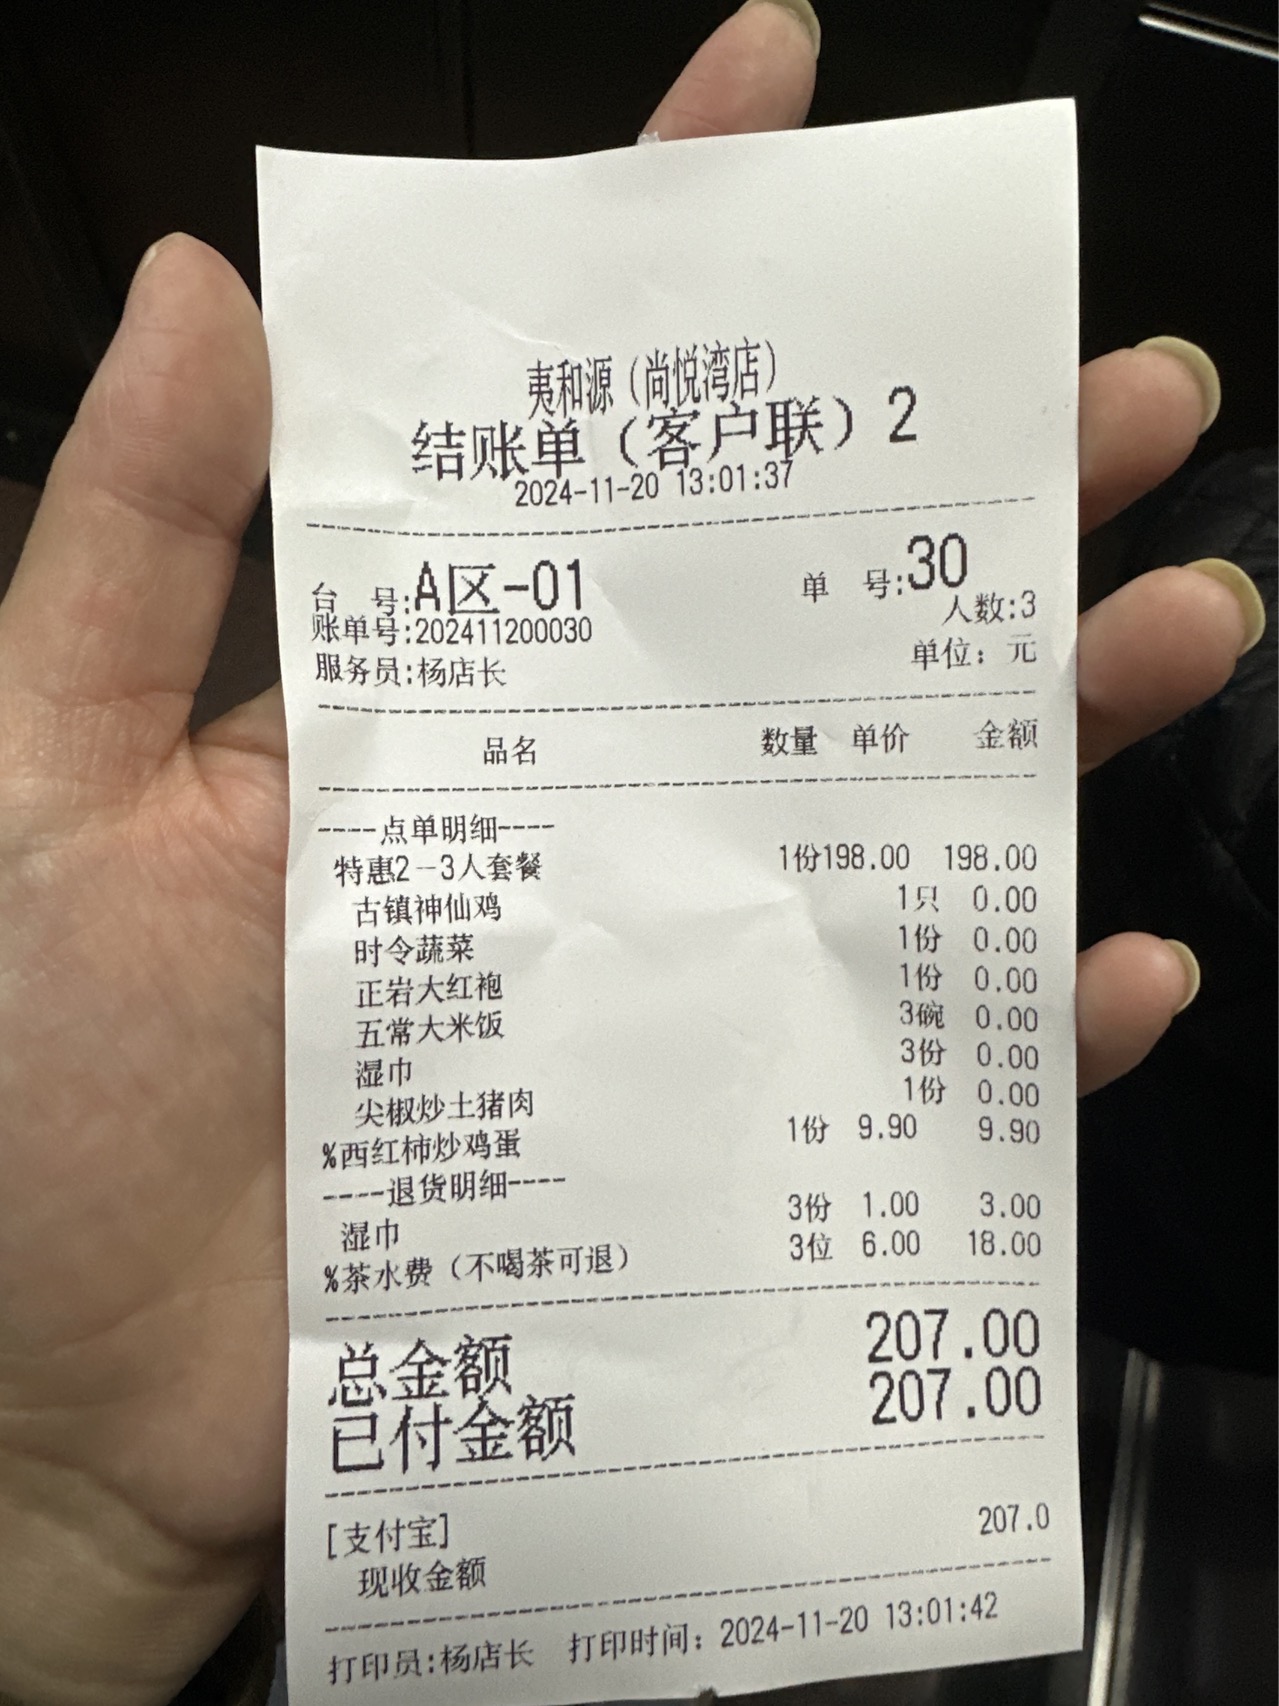 夷和源（尚悦湾店）
结账单（客户联）2
2024-11-20 13:01:37
台 号:A区-01 单 号:30
人数:3
账单号:202411200030
服务员:杨店长 单位：元
品名 数量 单价 金额
----点单明细----
特惠2-3人套餐 1份198.00 198.00
古镇神仙鸡 1只 0.00
时令蔬菜 1份 0.00
正岩大红袍 1份 0.00
五常大米饭 3碗 0.00
湿巾 3份 0.00
尖椒炒土猪肉 1份 0.00
%西红柿炒鸡蛋 1份 9.90 9.90
----退货明细----
湿巾 3份 1.00 3.00
%茶水费（不喝茶可退） 3位 6.00 18.00
总金额 207.00
已付金额 207.00
[支付宝] 207.0
现收金额
打印员:杨店长 打印时间：2024-11-20 13:01:42